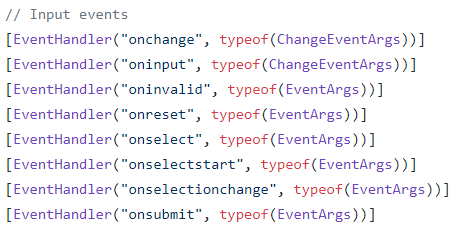 // Input events
[EventHandler("onchange", typeof(ChangeEventArgs))]
[EventHandler("oninput", typeof(ChangeEventArgs))]
[EventHandler("oninvalid", typeof(EventArgs))]
[EventHandler("onreset", typeof(EventArgs))]
[EventHandler("onselect", typeof(EventArgs))]
[EventHandler("onselectstart", typeof(EventArgs))]
[EventHandler("onselectionchange", typeof(EventArgs))]
[EventHandler("onsubmit", typeof(EventArgs))]